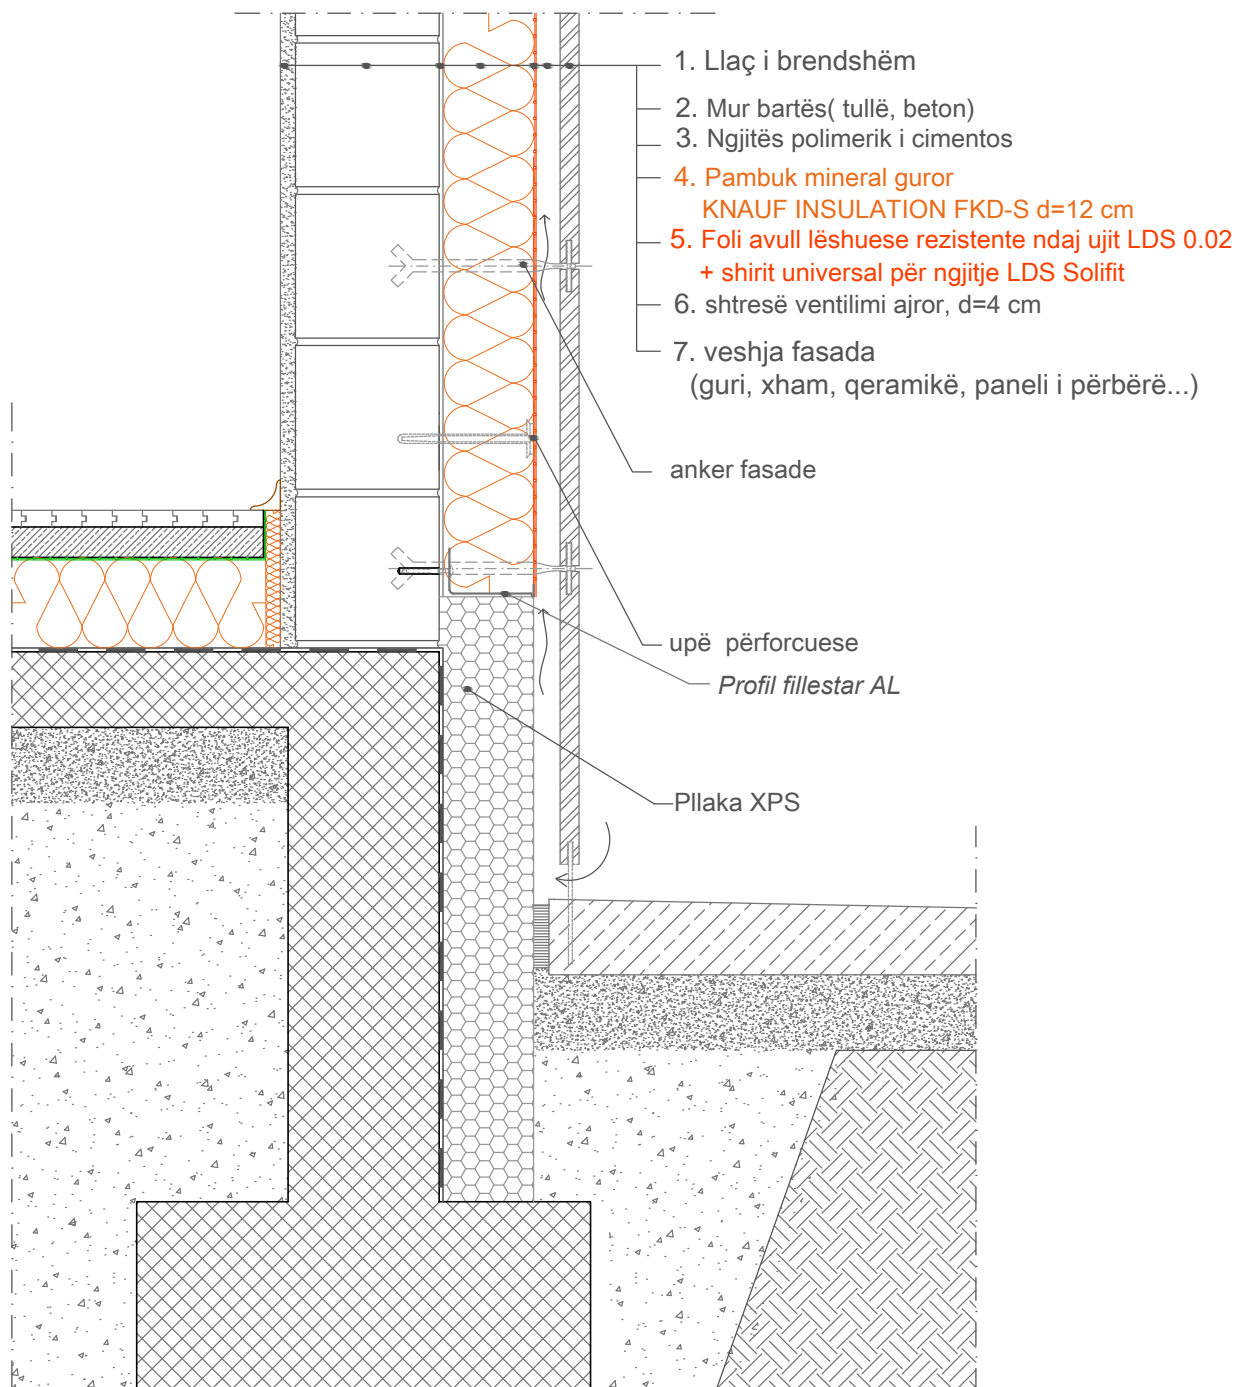 1. Llaç i brendshëm
2. Mur bartës( tullë, beton)
3. Ngjitës polimerik i cimentos
4. Pambuk mineral guror
KNAUF INSULATION FKD-S d=12 cm
5. Foli avull lëshuese rezistente ndaj ujit LDS 0.02
+ shirit universal për ngjitje LDS Solifit
6. shtresë ventilimi ajror, d=4 cm
7. veshja fasada
(guri, xham, qeramikë, paneli i përbërë...)
anker fasade
upë përforcuese
Profil fillestar AL
Pllaka XPS